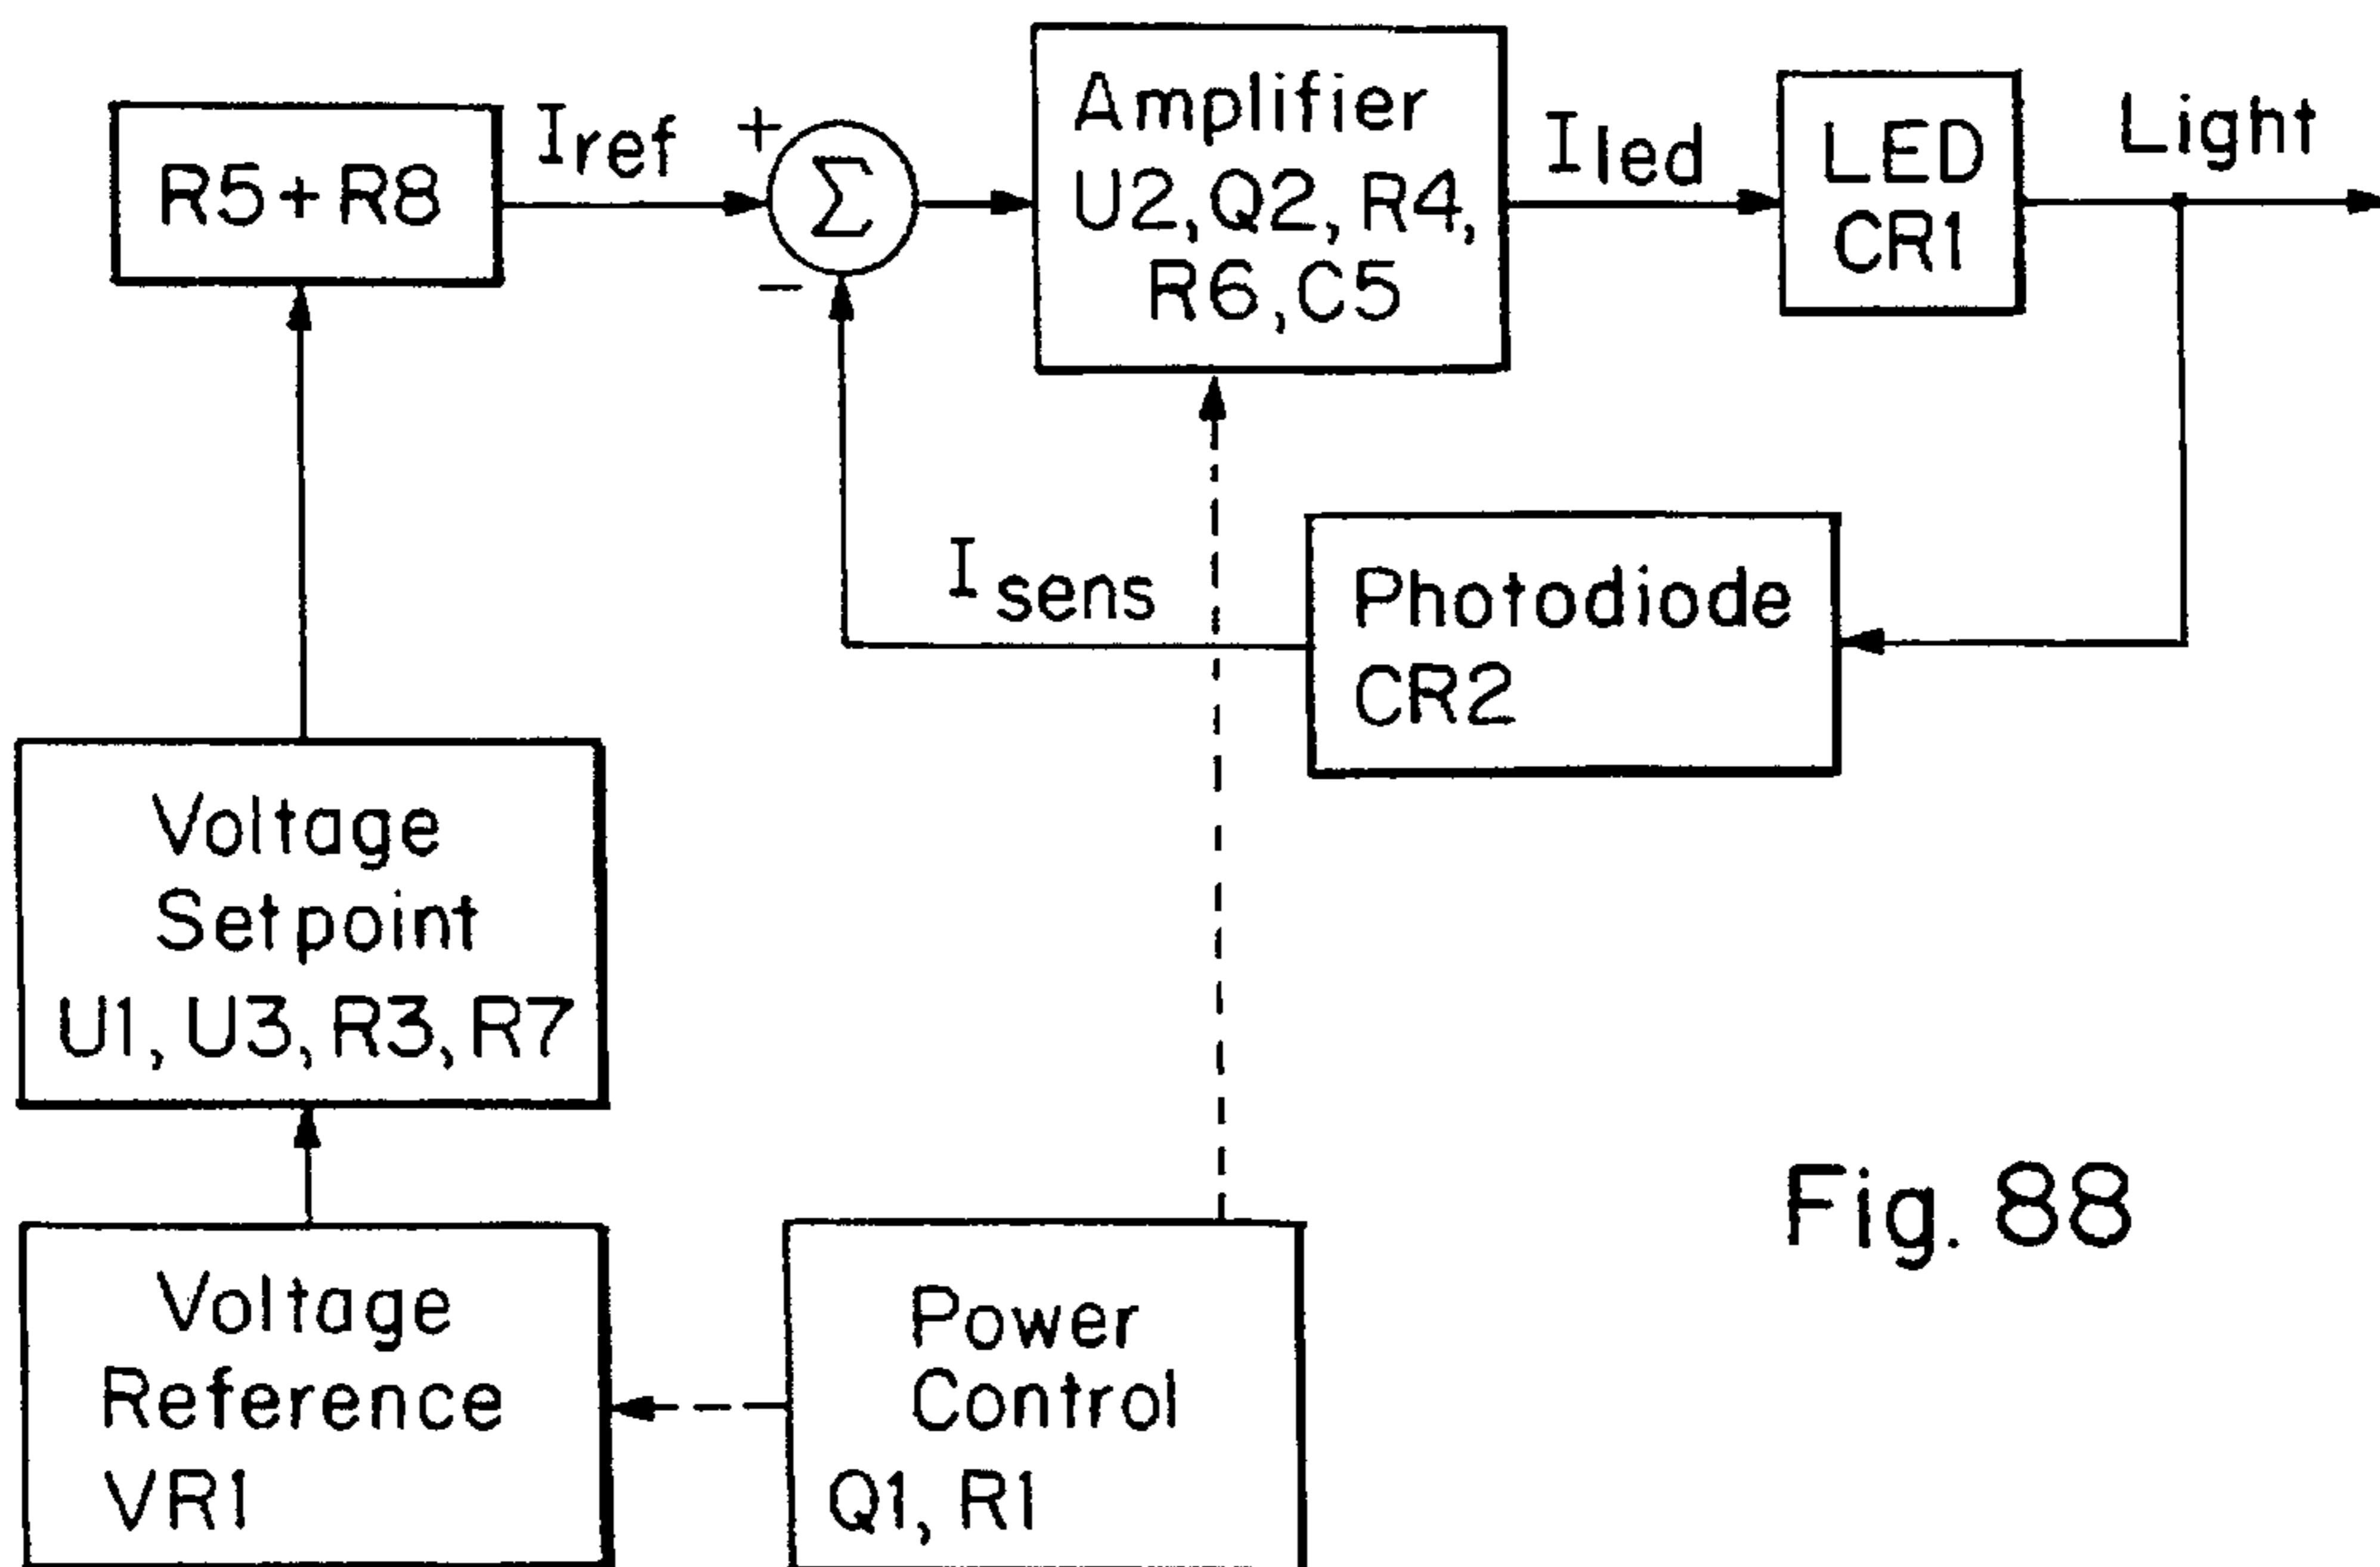 R5+R8
Iref
+
Σ
−
Amplifier
U2, Q2, R4,
R6, C5
Iled
LED
CR1
Light
Isens
Photodiode
CR2
Voltage
Setpoint
U1, U3, R3, R7
Voltage
Reference
VR1
Power
Control
Q1, R1
Fig. 88